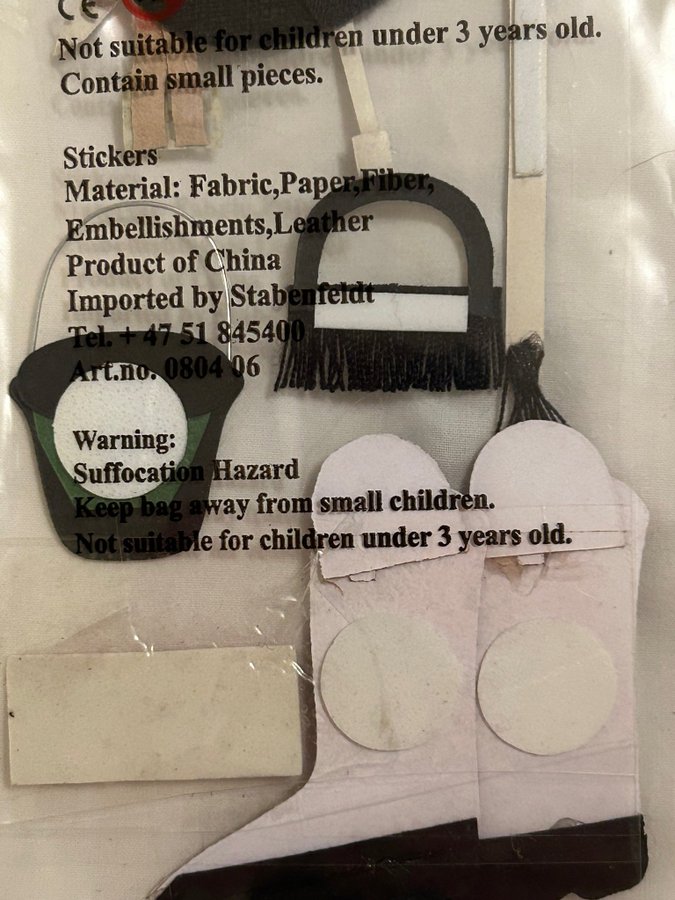 CE
Not suitable for children under 3 years old.
Contain small pieces.
Stickers
Material: Fabric,Paper,Fiber,
Embellishments,Leather
Product of China
Imported by Stabenfeldt
Tel. + 47 51 845400
Art.no. 0804 06
Warning:
Suffocation Hazard
Keep bag away from small children.
Not suitable for children under 3 years old.